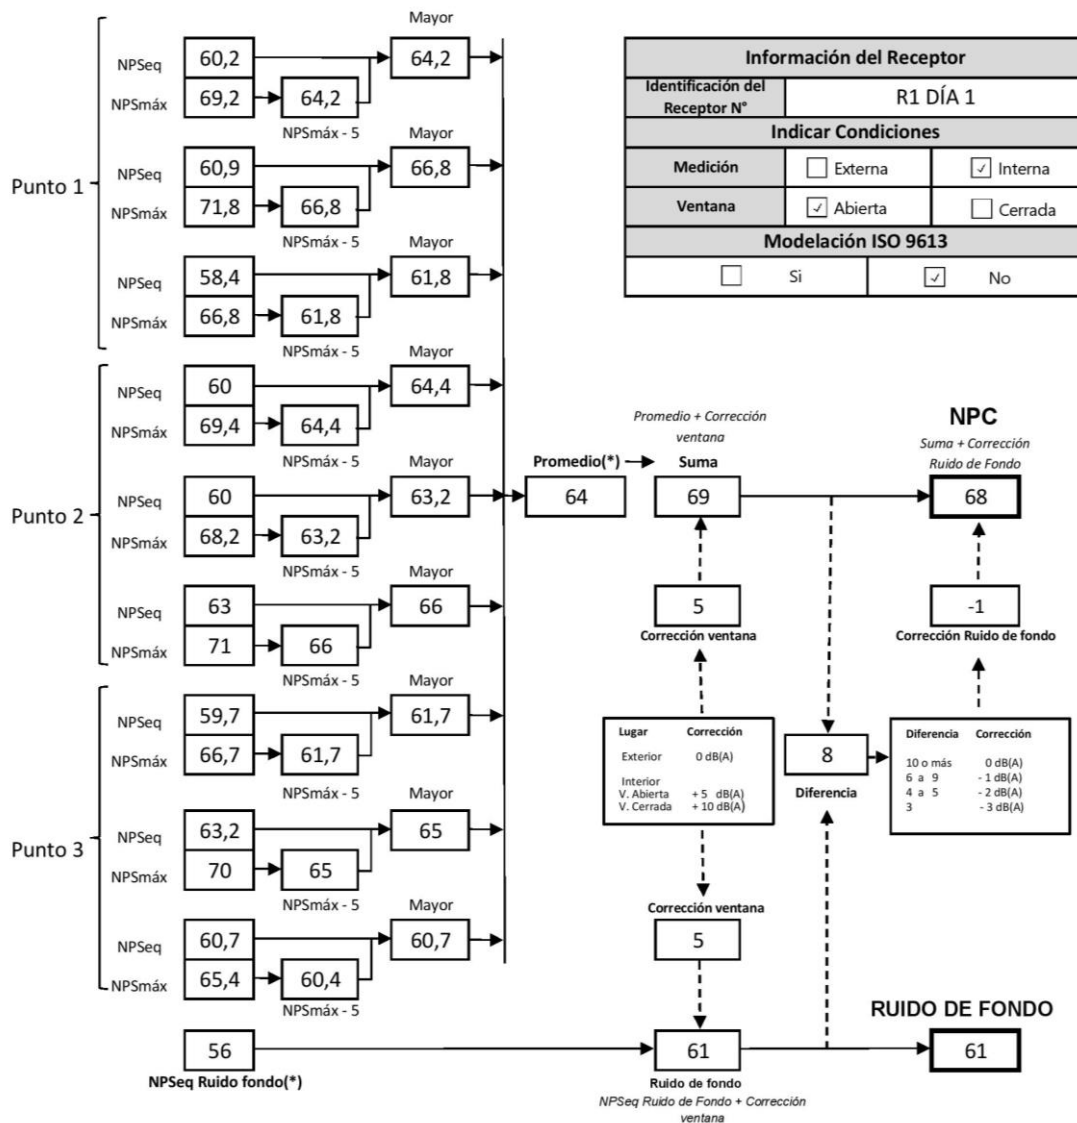 Mayor
NPSeq 60,2 64,2
NPSmáx 69,2 64,2
NPSmáx - 5
Mayor
Punto 1
NPSeq 60,9 66,8
NPSmáx 71,8 66,8
NPSmáx - 5
Mayor
NPSeq 58,4 61,8
NPSmáx 66,8 61,8
NPSmáx - 5
Mayor
NPSeq 60 64,4
NPSmáx 69,4 64,4
NPSmáx - 5
Mayor
Punto 2
NPSeq 60 63,2
NPSmáx 68,2 63,2
NPSmáx - 5
Mayor
NPSeq 63 66
NPSmáx 71 66
NPSmáx - 5
Mayor
NPSeq 59,7 61,7
NPSmáx 66,7 61,7
NPSmáx - 5
Mayor
Punto 3
NPSeq 63,2 65
NPSmáx 70 65
NPSmáx - 5
Mayor
NPSeq 60,7 60,7
NPSmáx 65,4 60,4
NPSmáx - 5
56
NPSeq Ruido fondo(*)
Información del Receptor
Identificación del
Receptor N°
R1 DÍA 1
Indicar Condiciones
Medición Externa ✓ Interna
Ventana ✓ Abierta Cerrada
Modelación ISO 9613
Si ✓ No
Promedio(*)
64
Promedio + Corrección
ventana
Suma
69
5
Corrección ventana
Lugar Corrección
Exterior 0 dB(A)
Interior
V. Abierta + 5 dB(A)
V. Cerrada + 10 dB(A)
Corrección ventana
5
61
Ruido de fondo
NPSeq Ruido de Fondo + Corrección
ventana
8
Diferencia
NPC
Suma + Corrección
Ruido de Fondo
68
-1
Corrección Ruido de fondo
Diferencia Corrección
10 o más 0 dB(A)
6 a 9 - 1 dB(A)
4 a 5 - 2 dB(A)
3 - 3 dB(A)
RUIDO DE FONDO
61